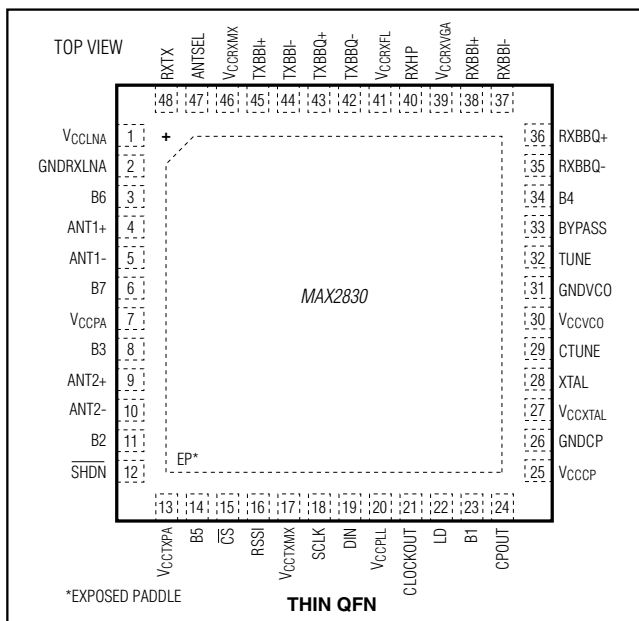 TOP VIEW
RXTX
ANTSEL
VCCRXMX
TXBBI+
TXBBI-
TXBBQ+
TXBBQ-
VCCRXFL
RXHP
VCCRXVGA
RXBBI+
RXBBI-
48 47 46 45 44 43 42 41 40 39 38 37
VCCLNA 1
GNDRXLNA 2
B6 3
ANT1+ 4
ANT1- 5
B7 6
VCCPA 7
B3 8
ANT2+ 9
ANT2- 10
B2 11
SHDN 12
+
MAX2830
EP*
36 RXBBQ+
35 RXBBQ-
34 B4
33 BYPASS
32 TUNE
31 GNDVCO
30 VCCVCO
29 CTUNE
28 XTAL
27 VCCXTAL
26 GNDCP
25 VCCCP
13 14 15 16 17 18 19 20 21 22 23 24
VCCTXPA
B5
CS
RSSI
VCCTXMX
SCLK
DIN
VCCPLL
CLOCKOUT
LD
B1
CPOUT
*EXPOSED PADDLE
THIN QFN